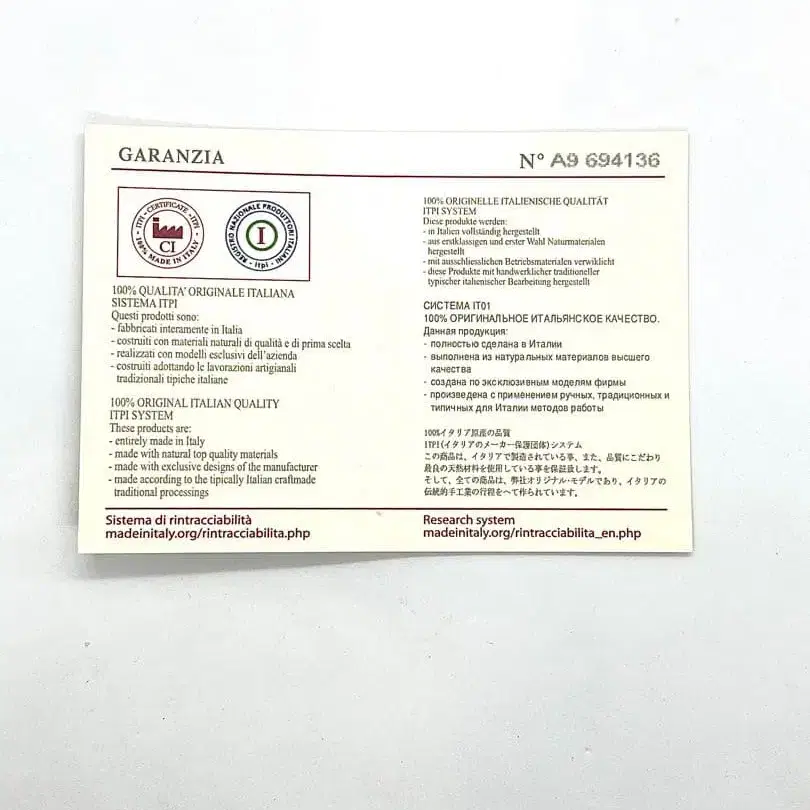 GARANZIA
N° A9 694136
ITPI - CERTIFICATE - ITPI
CI
100% MADE IN ITALY
REGISTRO NAZIONALE PRODUTTORI ITALIANI
I
- itpi -
100% QUALITA' ORIGINALE ITALIANA
SISTEMA ITPI
Questi prodotti sono:
- fabbricati interamente in Italia
- costruiti con materiali naturali di qualità e di prima scelta
- realizzati con modelli esclusivi dell'azienda
- costruiti adottando le lavorazioni artigianali
tradizionali tipiche italiane
100% ORIGINAL ITALIAN QUALITY
ITPI SYSTEM
These products are:
- entirely made in Italy
- made with natural top quality materials
- made with exclusive designs of the manufacturer
- made according to the tipically Italian craftmade
traditional processings
100% ORIGINELLE ITALIENISCHE QUALITÄT
ITPI SYSTEM
Diese produkte werden:
- in Italien vollständig hergestellt
- aus erstklassigen und erster Wahl Naturmaterialen
hergestellt
- mit ausschliesslichen Betriebsmaterialen verwiklicht
- diese Produkte mit handwerklicher traditioneller
typischer italienischer Bearbeitung hergestellt
СИСТЕМА IT01
100% ОРИГИНАЛЬНОЕ ИТАЛЬЯНСКОЕ КАЧЕСТВО.
Данная продукция:
- полностью сделана в Италии
- выполнена из натуральных материалов высшего
качества
- создана по эксклюзивным моделям фирмы
- произведена с применением ручных, традиционных и
типичных для Италии методов работы
100%イタリア原産の品質
ITPI(イタリアのメーカー保護団体)システム
この商品は、イタリアで製造されている事、また、品質にこだわり
最良の天然材料を使用している事を保証致します。
そして、全ての商品は、弊社オリジナル・モデルであり、イタリアの
伝統的手工業の行程をへて作られています。
Sistema di rintracciabilità
madeinitaly.org/rintracciabilita.php
Research system
madeinitaly.org/rintracciabilita_en.php